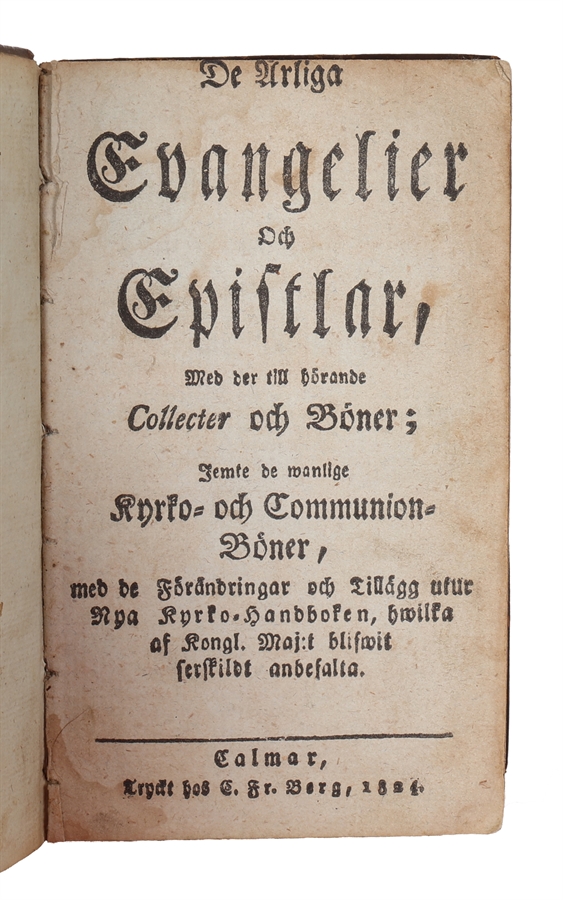 De Arliga
Evangelier
Och
Epistlar,
Med der till hörande
Collecter och Böner;
Jemte de wanlige
Kyrko- och Communion-
Böner,
med de Förändringar och Tillägg utur
Nya Kyrko-Handboken, hwilka
af Kongl. Maj:t blifwit
serskildt anbefalta.
Calmar,
Tryckt hos C. Fr. Berg,